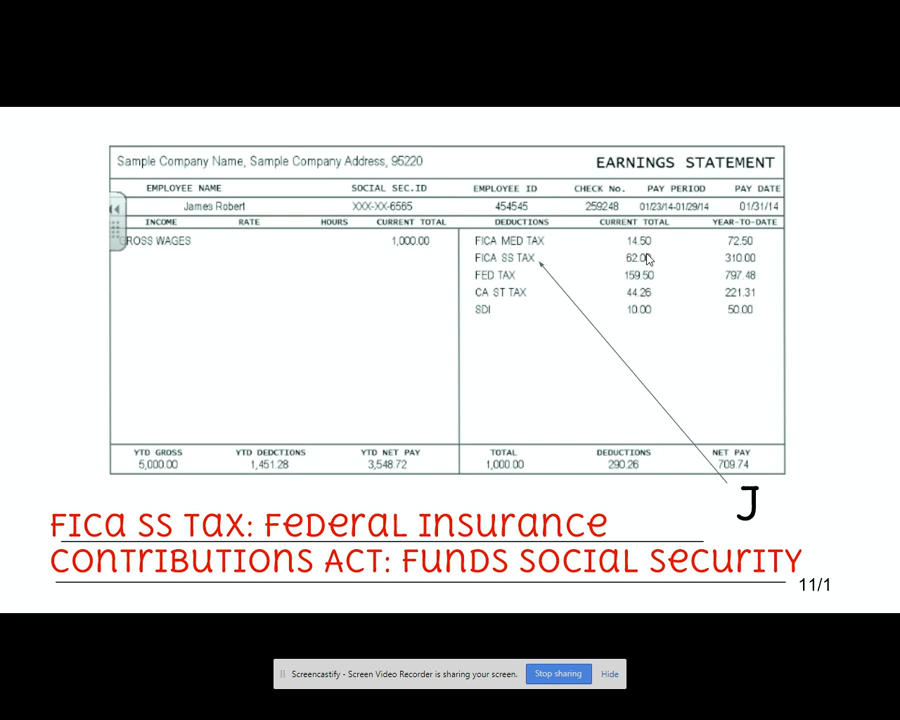 Sample Company Name, Sample Company Address, 95220 EARNINGS STATEMENT
EMPLOYEE NAME SOCIAL SEC.ID EMPLOYEE ID CHECK No. PAY PERIOD PAY DATE
James Robert XXX-XX-6565 454545 259248 01/23/14-01/29/14 01/31/14
INCOME RATE HOURS CURRENT TOTAL DEDUCTIONS CURRENT TOTAL YEAR-TO-DATE
GROSS WAGES 1,000.00 FICA MED TAX 14.50 72.50
FICA SS TAX 62.00 310.00
FED TAX 159.50 797.48
CA ST TAX 44.26 221.31
SDI 10.00 50.00
YTD GROSS YTD DEDCTIONS YTD NET PAY TOTAL DEDUCTIONS NET PAY
5,000.00 1,451.28 3,548.72 1,000.00 290.26 709.74
J
FICA SS TAX: FEDERAL INSURANCE
CONTRIBUTIONS ACT: FUNDS SOCIAL SECURITY
11/1
Screencastify - Screen Video Recorder is sharing your screen. Stop sharing Hide